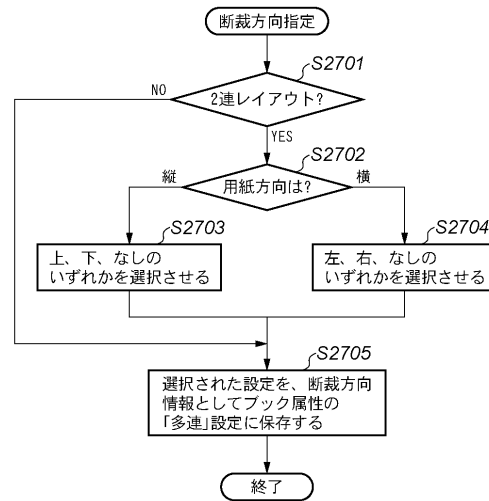 断裁方向指定
S2701
NO
2連レイアウト?
YES
S2702
縦
用紙方向は?
横
S2703
S2704
上、下、なしの
いずれかを選択させる
左、右、なしの
いずれかを選択させる
S2705
選択された設定を、断裁方向
情報としてブック属性の
「多連」設定に保存する
終了